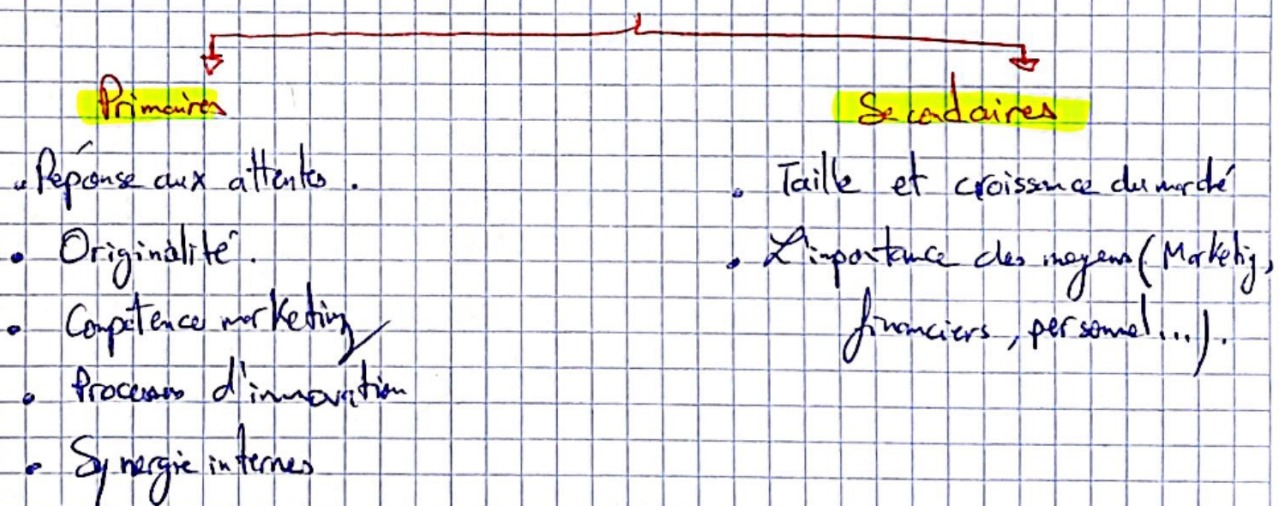 Primaires
Secondaires
Réponse aux attentes.
Originalité.
Compétence marketing
Processus d'innovation
Synergie internes
Taille et croissance du marché
L'importance des moyens (Marketing,
financiers, personnel...).